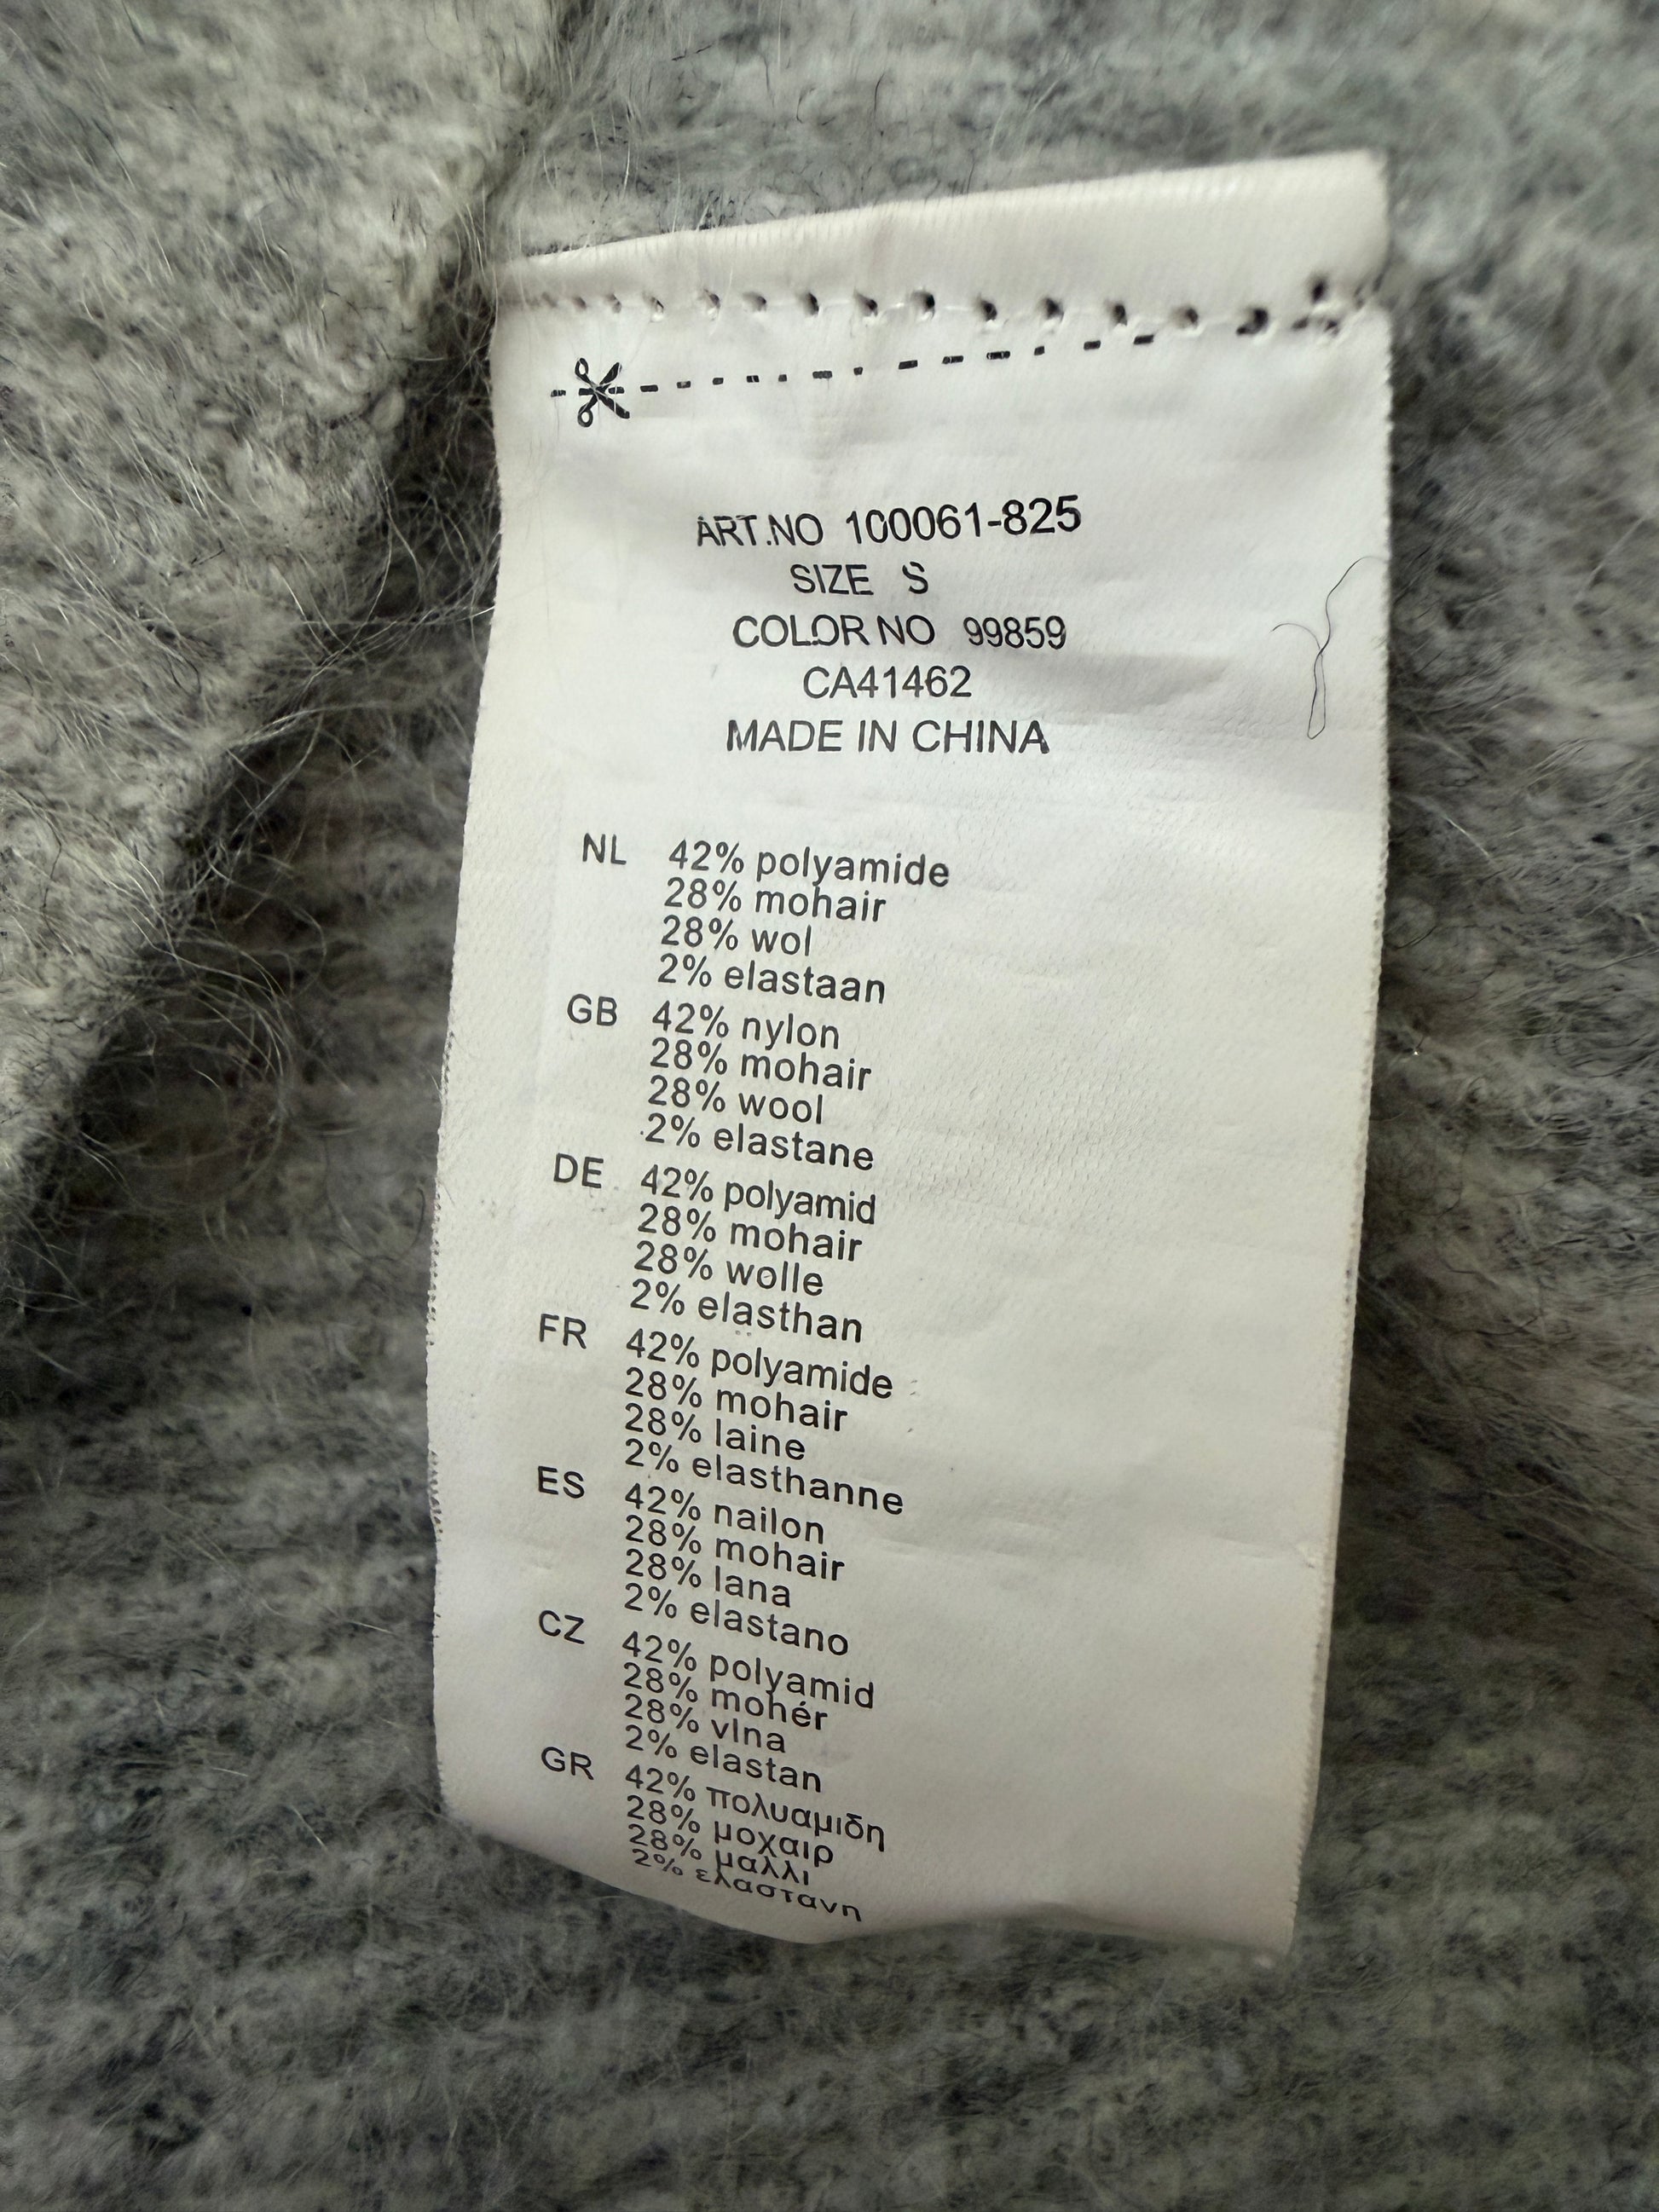 ART.NO 100061-825
SIZE S
COLOR NO 99859
CA41462
MADE IN CHINA
NL 42% polyamide
28% mohair
28% wol
2% elastaan
GB 42% nylon
28% mohair
28% wool
2% elastane
DE 42% polyamid
28% mohair
28% wolle
2% elasthan
FR 42% polyamide
28% mohair
28% laine
2% elasthanne
ES 42% nailon
28% mohair
28% lana
2% elastano
CZ 42% polyamid
28% mohér
28% vlna
2% elastan
GR 42% πολυαμιδη
28% μοχαιρ
28% μαλλι
2% ελαστανη